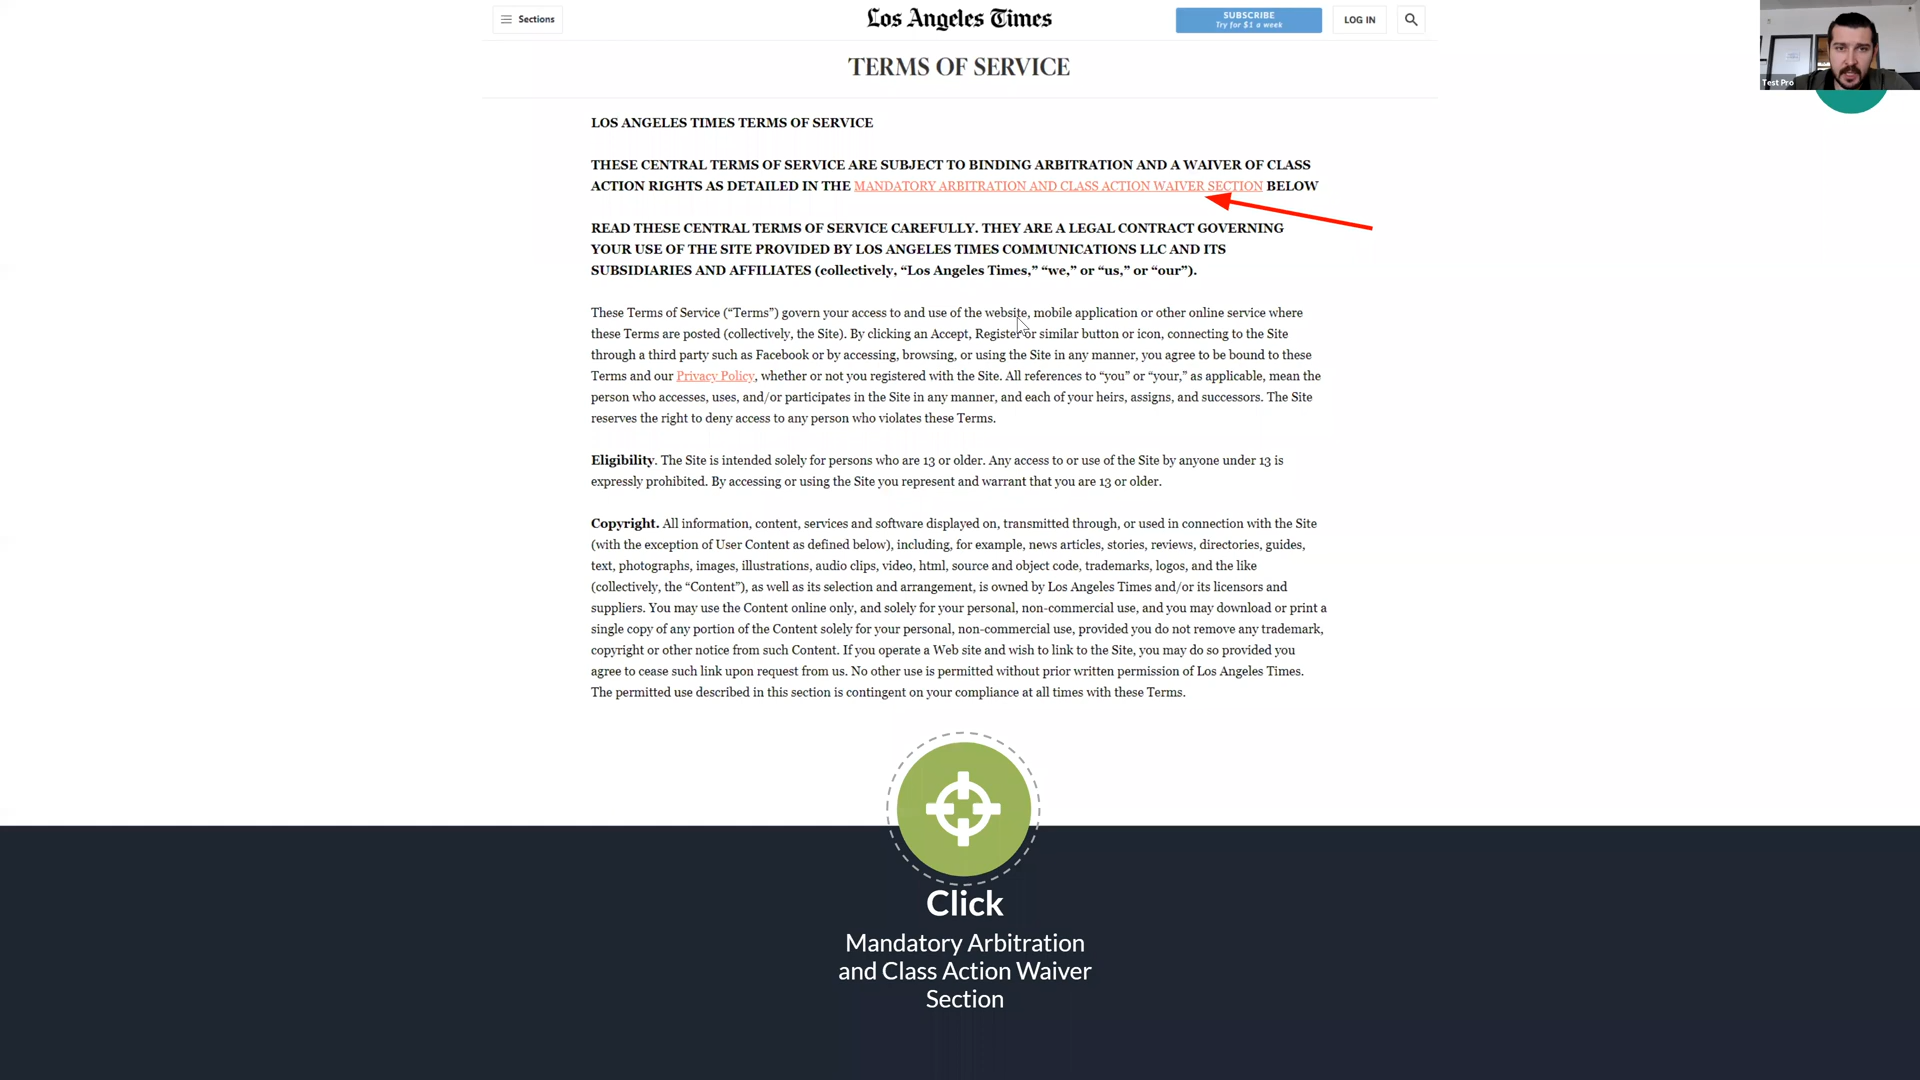 Sections
Los Angeles Times
SUBSCRIBE
Try for $1 a week
LOG IN
Test Pro
TERMS OF SERVICE
LOS ANGELES TIMES TERMS OF SERVICE
THESE CENTRAL TERMS OF SERVICE ARE SUBJECT TO BINDING ARBITRATION AND A WAIVER OF CLASS
ACTION RIGHTS AS DETAILED IN THE MANDATORY ARBITRATION AND CLASS ACTION WAIVER SECTION BELOW
READ THESE CENTRAL TERMS OF SERVICE CAREFULLY. THEY ARE A LEGAL CONTRACT GOVERNING
YOUR USE OF THE SITE PROVIDED BY LOS ANGELES TIMES COMMUNICATIONS LLC AND ITS
SUBSIDIARIES AND AFFILIATES (collectively, “Los Angeles Times,” “we,” or “us,” or “our”).
These Terms of Service (“Terms”) govern your access to and use of the website, mobile application or other online service where
these Terms are posted (collectively, the Site). By clicking an Accept, Register or similar button or icon, connecting to the Site
through a third party such as Facebook or by accessing, browsing, or using the Site in any manner, you agree to be bound to these
Terms and our Privacy Policy, whether or not you registered with the Site. All references to “you” or “your,” as applicable, mean the
person who accesses, uses, and/or participates in the Site in any manner, and each of your heirs, assigns, and successors. The Site
reserves the right to deny access to any person who violates these Terms.
Eligibility. The Site is intended solely for persons who are 13 or older. Any access to or use of the Site by anyone under 13 is
expressly prohibited. By accessing or using the Site you represent and warrant that you are 13 or older.
Copyright. All information, content, services and software displayed on, transmitted through, or used in connection with the Site
(with the exception of User Content as defined below), including, for example, news articles, stories, reviews, directories, guides,
text, photographs, images, illustrations, audio clips, video, html, source and object code, trademarks, logos, and the like
(collectively, the “Content”), as well as its selection and arrangement, is owned by Los Angeles Times and/or its licensors and
suppliers. You may use the Content online only, and solely for your personal, non-commercial use, and you may download or print a
single copy of any portion of the Content solely for your personal, non-commercial use, provided you do not remove any trademark,
copyright or other notice from such Content. If you operate a Web site and wish to link to the Site, you may do so provided you
agree to cease such link upon request from us. No other use is permitted without prior written permission of Los Angeles Times.
The permitted use described in this section is contingent on your compliance at all times with these Terms.
Click
Mandatory Arbitration
and Class Action Waiver
Section